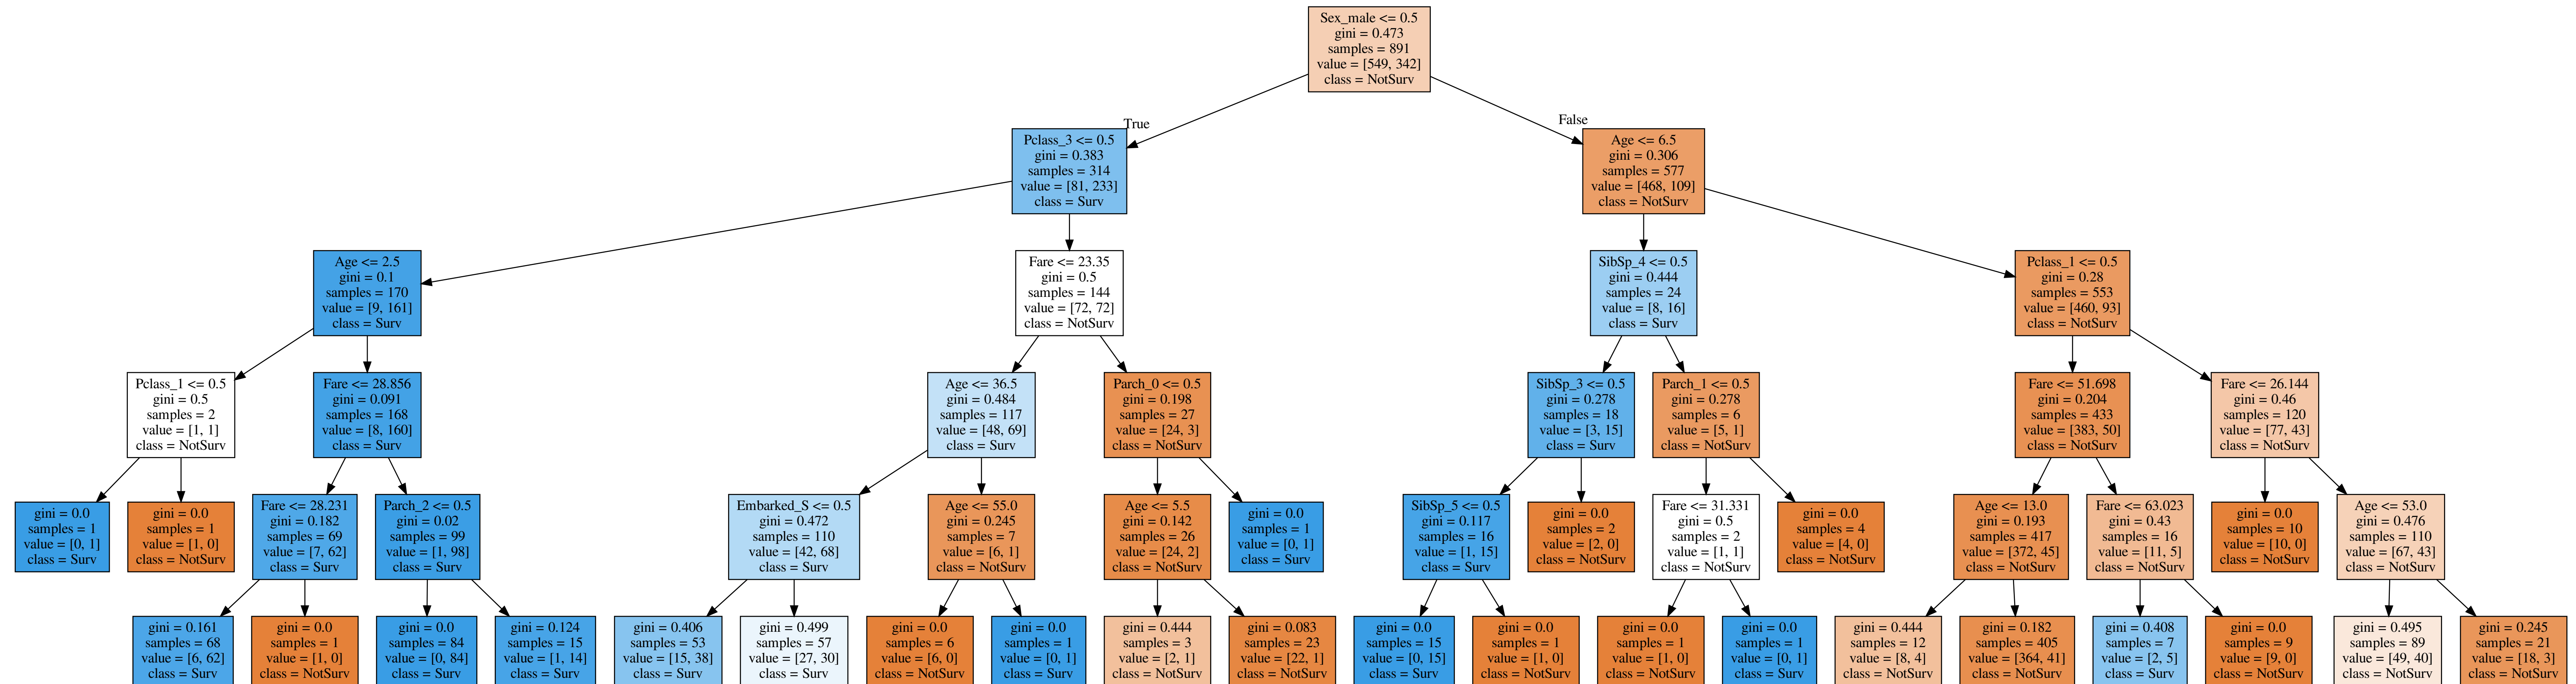 Sex_male <= 0.5
gini = 0.473
samples = 891
value = [549, 342]
class = NotSurv
True
False
Pclass_3 <= 0.5
gini = 0.383
samples = 314
value = [81, 233]
class = Surv
Age <= 6.5
gini = 0.306
samples = 577
value = [468, 109]
class = NotSurv
Age <= 2.5
gini = 0.1
samples = 170
value = [9, 161]
class = Surv
Fare <= 23.35
gini = 0.5
samples = 144
value = [72, 72]
class = NotSurv
SibSp_4 <= 0.5
gini = 0.444
samples = 24
value = [8, 16]
class = Surv
Pclass_1 <= 0.5
gini = 0.28
samples = 553
value = [460, 93]
class = NotSurv
Pclass_1 <= 0.5
gini = 0.5
samples = 2
value = [1, 1]
class = NotSurv
Fare <= 28.856
gini = 0.091
samples = 168
value = [8, 160]
class = Surv
Age <= 36.5
gini = 0.484
samples = 117
value = [48, 69]
class = Surv
Parch_0 <= 0.5
gini = 0.198
samples = 27
value = [24, 3]
class = NotSurv
SibSp_3 <= 0.5
gini = 0.278
samples = 18
value = [3, 15]
class = Surv
Parch_1 <= 0.5
gini = 0.278
samples = 6
value = [5, 1]
class = NotSurv
Fare <= 51.698
gini = 0.204
samples = 433
value = [383, 50]
class = NotSurv
Fare <= 26.144
gini = 0.46
samples = 120
value = [77, 43]
class = NotSurv
gini = 0.0
samples = 1
value = [0, 1]
class = Surv
gini = 0.0
samples = 1
value = [1, 0]
class = NotSurv
Fare <= 28.231
gini = 0.182
samples = 69
value = [7, 62]
class = Surv
Parch_2 <= 0.5
gini = 0.02
samples = 99
value = [1, 98]
class = Surv
Embarked_S <= 0.5
gini = 0.472
samples = 110
value = [42, 68]
class = Surv
Age <= 55.0
gini = 0.245
samples = 7
value = [6, 1]
class = NotSurv
Age <= 5.5
gini = 0.142
samples = 26
value = [24, 2]
class = NotSurv
gini = 0.0
samples = 1
value = [0, 1]
class = Surv
SibSp_5 <= 0.5
gini = 0.117
samples = 16
value = [1, 15]
class = Surv
gini = 0.0
samples = 2
value = [2, 0]
class = NotSurv
Fare <= 31.331
gini = 0.5
samples = 2
value = [1, 1]
class = NotSurv
gini = 0.0
samples = 4
value = [4, 0]
class = NotSurv
Age <= 13.0
gini = 0.193
samples = 417
value = [372, 45]
class = NotSurv
Fare <= 63.023
gini = 0.43
samples = 16
value = [11, 5]
class = NotSurv
gini = 0.0
samples = 10
value = [10, 0]
class = NotSurv
Age <= 53.0
gini = 0.476
samples = 110
value = [67, 43]
class = NotSurv
gini = 0.161
samples = 68
value = [6, 62]
class = Surv
gini = 0.0
samples = 1
value = [1, 0]
class = NotSurv
gini = 0.0
samples = 84
value = [0, 84]
class = Surv
gini = 0.124
samples = 15
value = [1, 14]
class = Surv
gini = 0.406
samples = 53
value = [15, 38]
class = Surv
gini = 0.499
samples = 57
value = [27, 30]
class = Surv
gini = 0.0
samples = 6
value = [6, 0]
class = NotSurv
gini = 0.0
samples = 1
value = [0, 1]
class = Surv
gini = 0.444
samples = 3
value = [2, 1]
class = NotSurv
gini = 0.083
samples = 23
value = [22, 1]
class = NotSurv
gini = 0.0
samples = 15
value = [0, 15]
class = Surv
gini = 0.0
samples = 1
value = [1, 0]
class = NotSurv
gini = 0.0
samples = 1
value = [1, 0]
class = NotSurv
gini = 0.0
samples = 1
value = [0, 1]
class = Surv
gini = 0.444
samples = 12
value = [8, 4]
class = NotSurv
gini = 0.182
samples = 405
value = [364, 41]
class = NotSurv
gini = 0.408
samples = 7
value = [2, 5]
class = Surv
gini = 0.0
samples = 9
value = [9, 0]
class = NotSurv
gini = 0.495
samples = 89
value = [49, 40]
class = NotSurv
gini = 0.245
samples = 21
value = [18, 3]
class = NotSurv